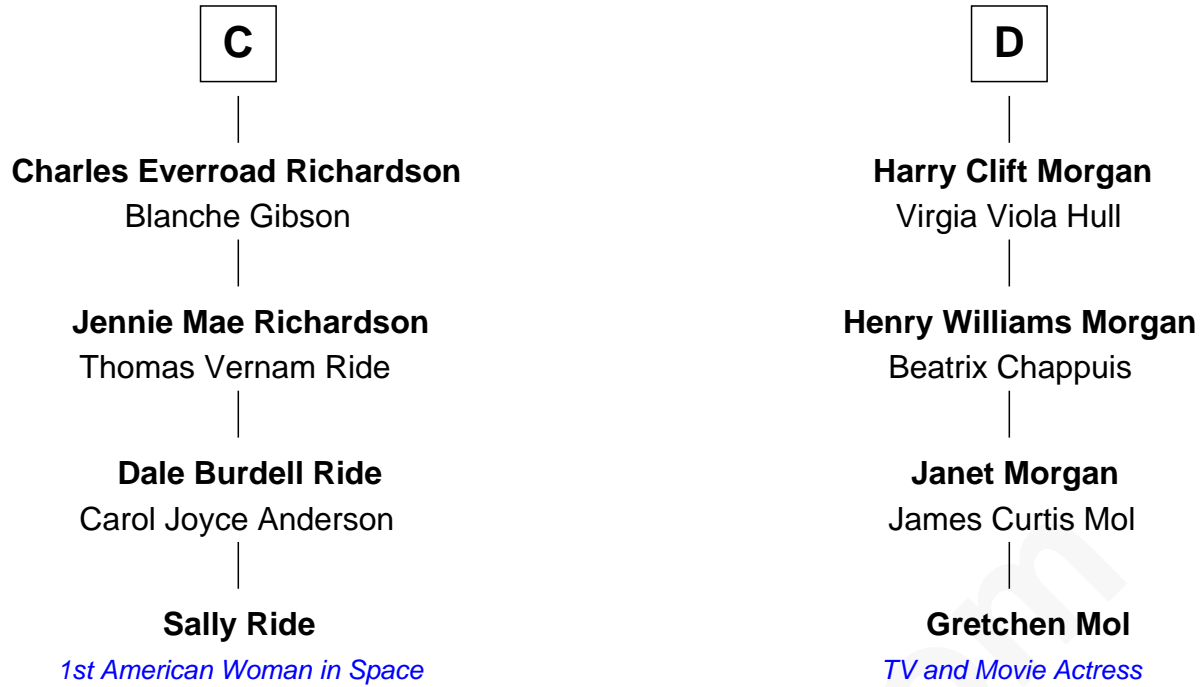 C
Charles Everroad Richardson
Blanche Gibson
Jennie Mae Richardson
Thomas Vernam Ride
Dale Burdell Ride
Carol Joyce Anderson
Sally Ride
1st American Woman in Space
D
Harry Clift Morgan
Virgia Viola Hull
Henry Williams Morgan
Beatrix Chappuis
Janet Morgan
James Curtis Mol
Gretchen Mol
TV and Movie Actress